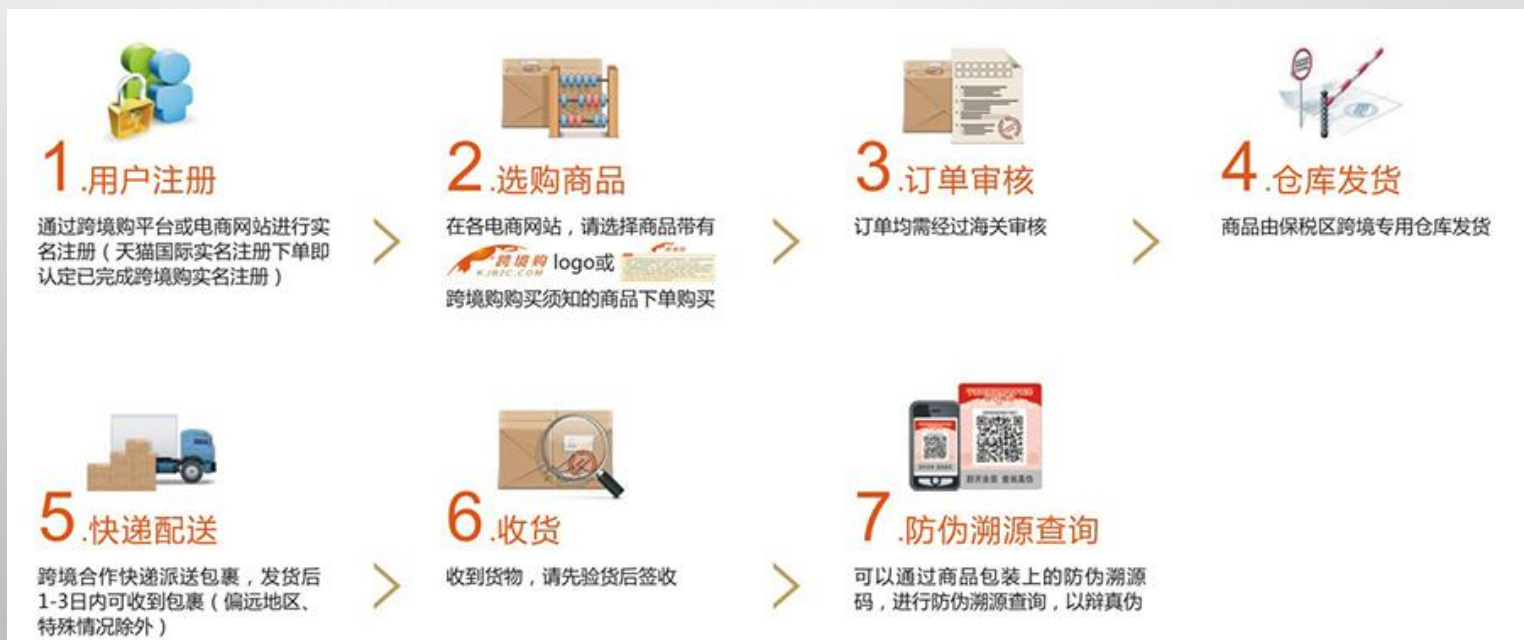 1.用户注册
通过跨境购平台或电商网站进行实
名注册（天猫国际实名注册下单即
认定已完成跨境购实名注册）
2.选购商品
在各电商网站，请选择商品带有
跨境购 KJBZC.COM logo或
跨境购购买须知的商品下单购买
3.订单审核
订单均需经过海关审核
4.仓库发货
商品由保税区跨境专用仓库发货
5.快递配送
跨境合作快递派送包裹，发货后
1-3日内可收到包裹（偏远地区、
特殊情况除外）
6.收货
收到货物，请先验货后签收
7.防伪溯源查询
可以通过商品包装上的防伪溯源
码，进行防伪溯源查询，以辩真伪